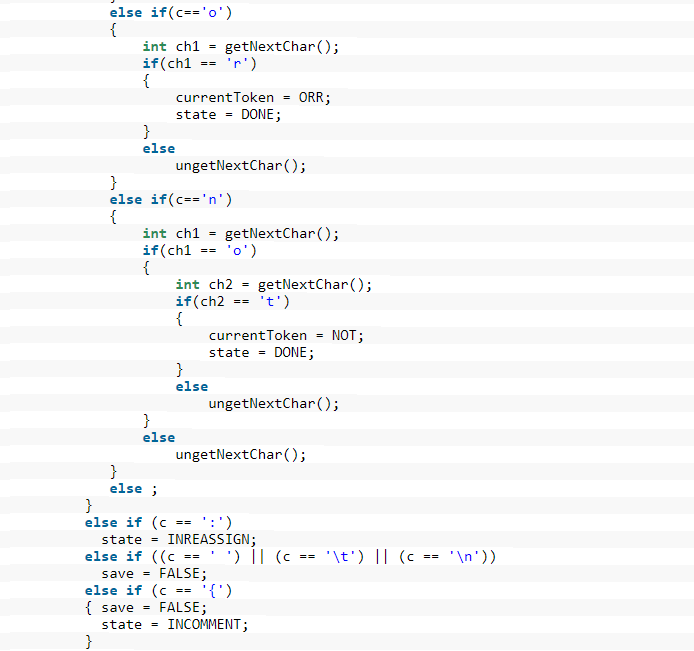 else if(c=='o')
{
int ch1 = getNextChar();
if(ch1 == 'r')
{
currentToken = ORR;
state = DONE;
}
else
ungetNextChar();
}
else if(c=='n')
{
int ch1 = getNextChar();
if(ch1 == 'o')
{
int ch2 = getNextChar();
if(ch2 == 't')
{
currentToken = NOT;
state = DONE;
}
else
ungetNextChar();
}
else
ungetNextChar();
}
else ;
}
else if (c == ':')
state = INREASSIGN;
else if ((c == ' ') || (c == '\t') || (c == '\n'))
save = FALSE;
else if (c == '{')
{ save = FALSE;
state = INCOMMENT;
}